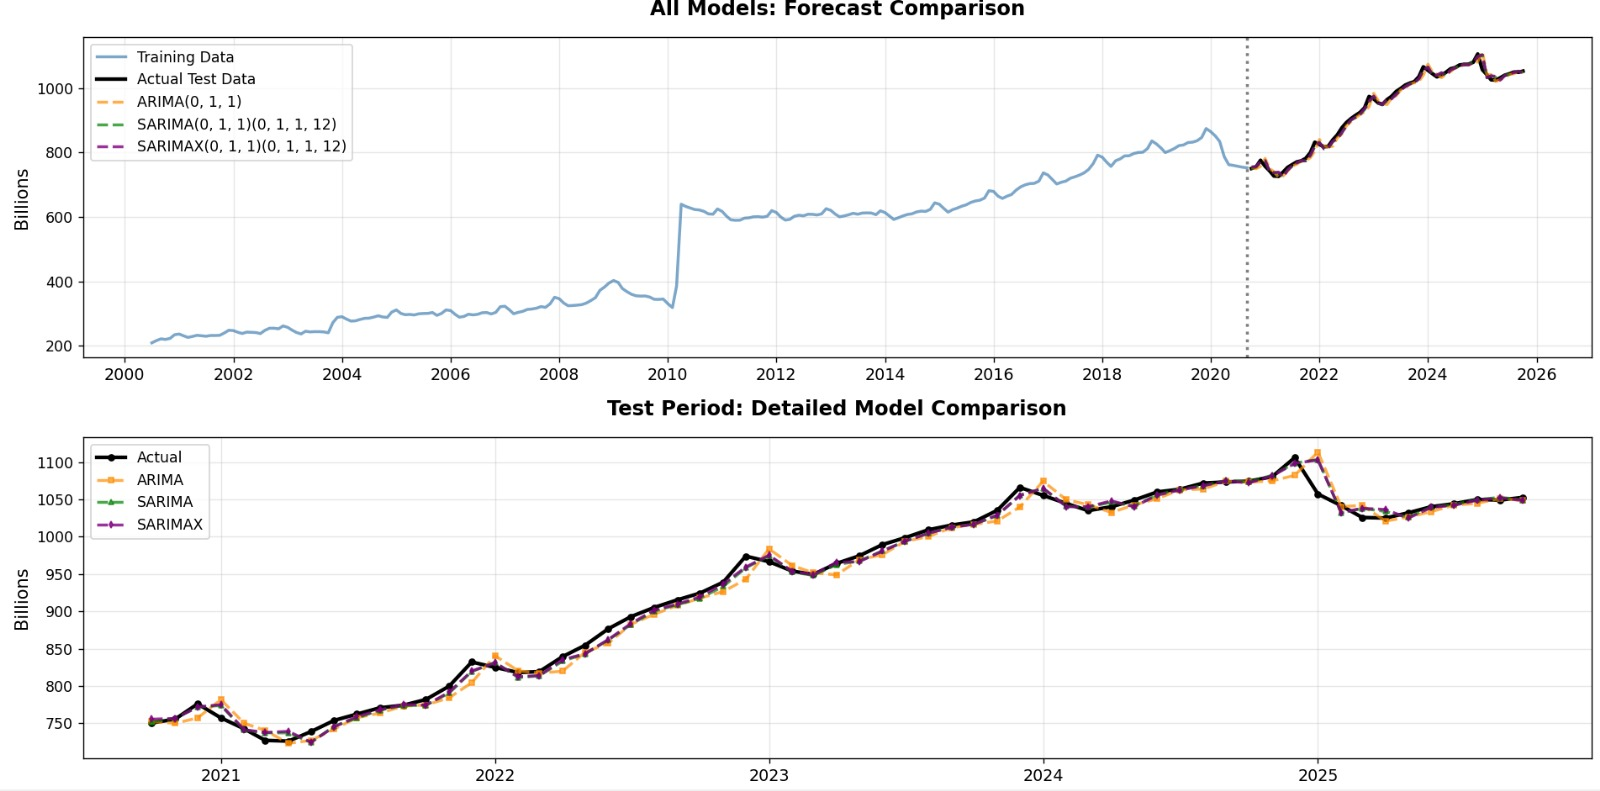 All Models: Forecast Comparison
Training Data
Actual Test Data
ARIMA(0, 1, 1)
SARIMA(0, 1, 1)(0, 1, 1, 12)
SARIMAX(0, 1, 1)(0, 1, 1, 12)
Billions
1000
800
600
400
200
2000 2002 2004 2006 2008 2010 2012 2014 2016 2018 2020 2022 2024 2026
Test Period: Detailed Model Comparison
Actual
ARIMA
SARIMA
SARIMAX
Billions
1100
1050
1000
950
900
850
800
750
2021 2022 2023 2024 2025